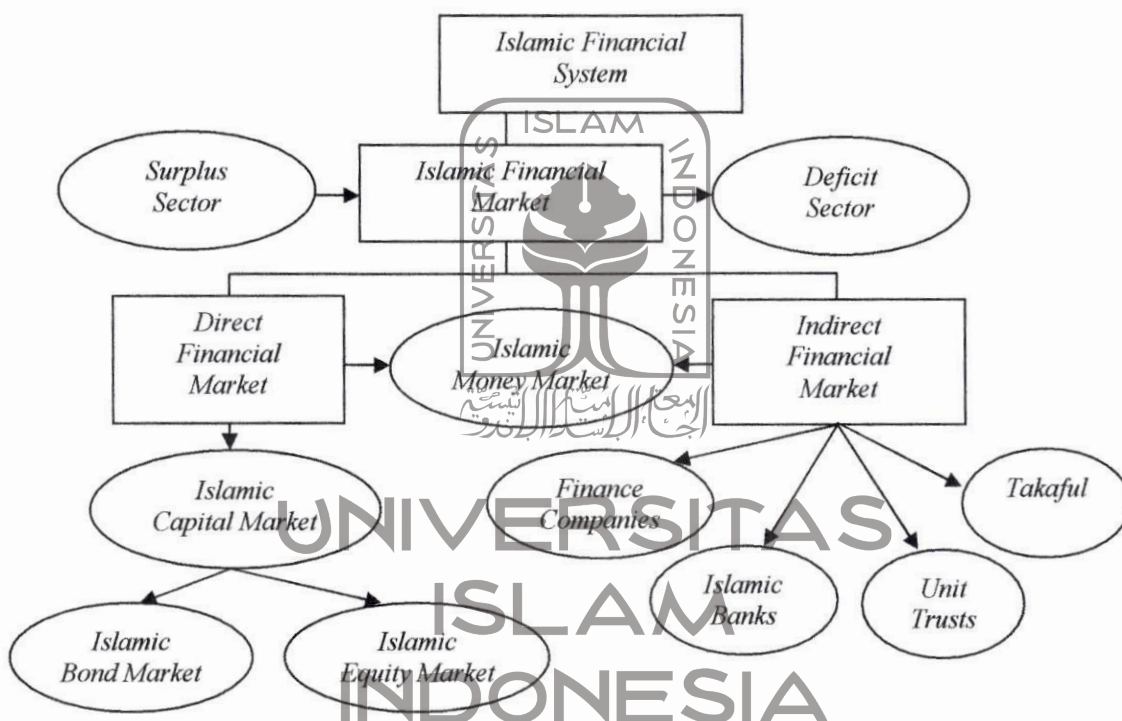 Islamic Financial
System
Surplus
Sector
Islamic Financial
Market
Deficit
Sector
Direct
Financial
Market
Islamic
Money Market
Indirect
Financial
Market
Islamic
Capital Market
Finance
Companies
Takaful
Islamic
Banks
Unit
Trusts
Islamic
Bond Market
Islamic
Equity Market
ISLAM
UNIVERSITAS
INDONESIA
UNIVERSITAS
ISLAM
INDONESIA